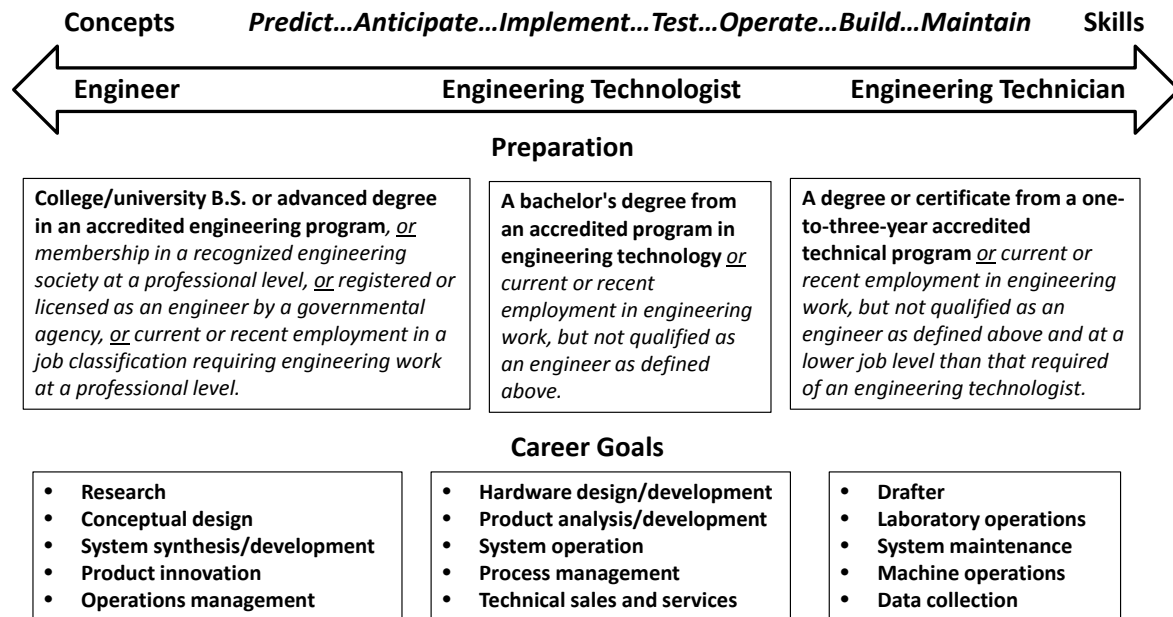 Concepts Predict…Anticipate…Implement…Test…Operate…Build…Maintain Skills
Engineer Engineering Technologist Engineering Technician
Preparation
College/university B.S. or advanced degree
in an accredited engineering program, or
membership in a recognized engineering
society at a professional level, or registered or
licensed as an engineer by a governmental
agency, or current or recent employment in a
job classification requiring engineering work
at a professional level.
A bachelor's degree from
an accredited program in
engineering technology or
current or recent
employment in engineering
work, but not qualified as
an engineer as defined
above.
A degree or certificate from a one-
to-three-year accredited
technical program or current or
recent employment in engineering
work, but not qualified as an
engineer as defined above and at a
lower job level than that required
of an engineering technologist.
Career Goals
• Research
• Conceptual design
• System synthesis/development
• Product innovation
• Operations management
• Hardware design/development
• Product analysis/development
• System operation
• Process management
• Technical sales and services
• Drafter
• Laboratory operations
• System maintenance
• Machine operations
• Data collection